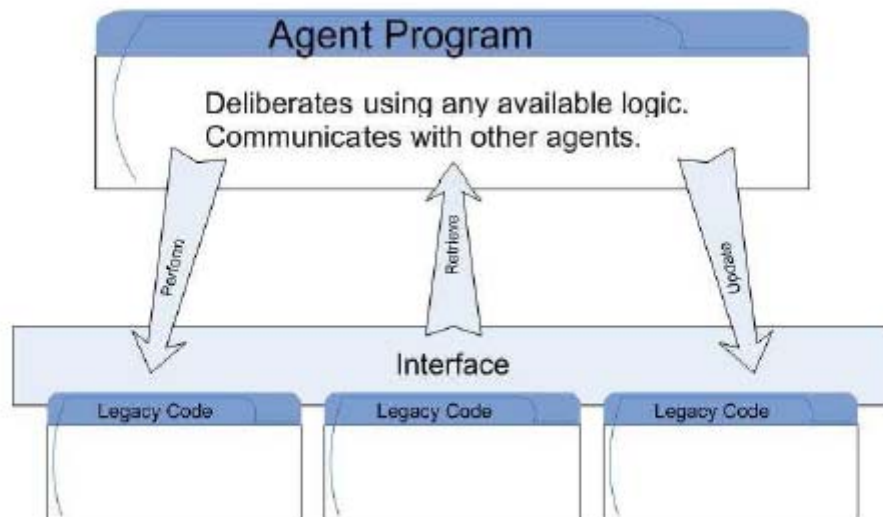 Agent Program
Deliberates using any available logic.
Communicates with other agents.
Perform
Retrieve
Update
Interface
Legacy Code
Legacy Code
Legacy Code